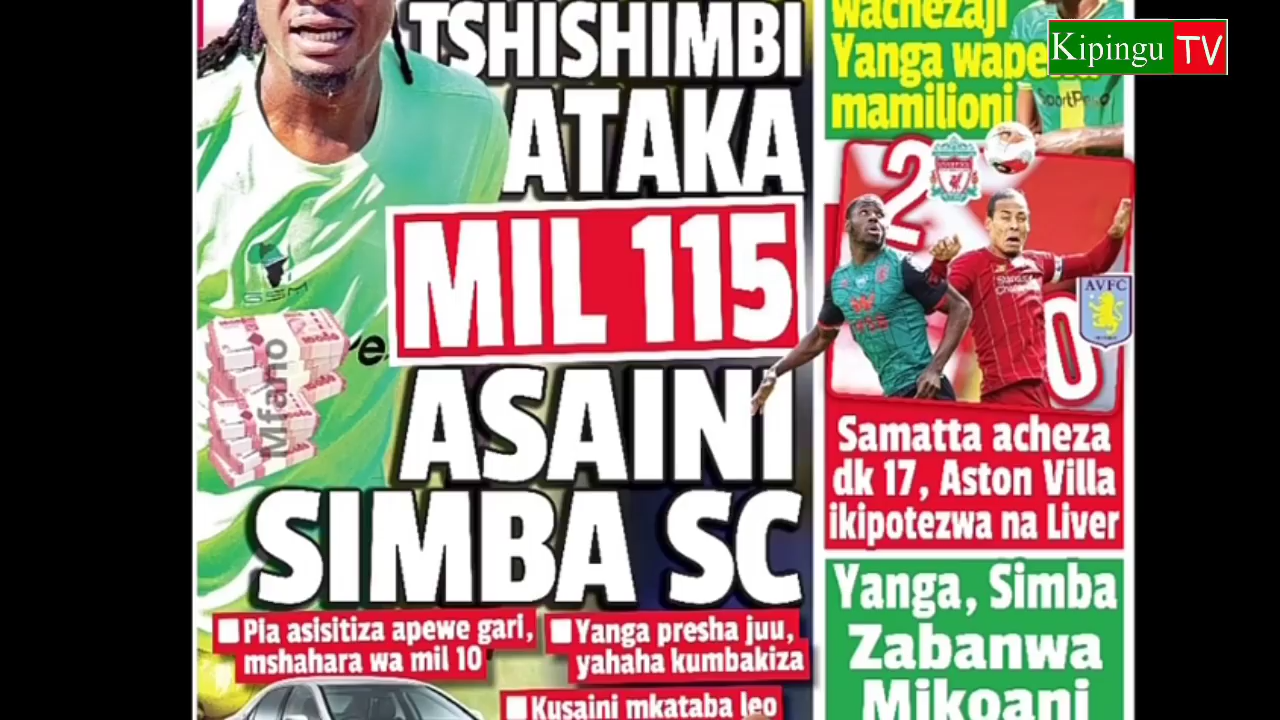 TSHISHIMBI
ATAKA
MIL 115
ASAINI
SIMBA SC
Pia asisitiza apewe gari,
mshahara wa mil 10
Yanga presha juu,
yahaha kumbakiza
Kusaini mkataba leo
GSM
Mfano
wachezaji
Yanga
mamilioni
Kipingu TV
2
0
AVFC
Samatta acheza
dk 17, Aston Villa
ikipotezwa na Liver
Yanga, Simba
Zabanwa
Mikoani